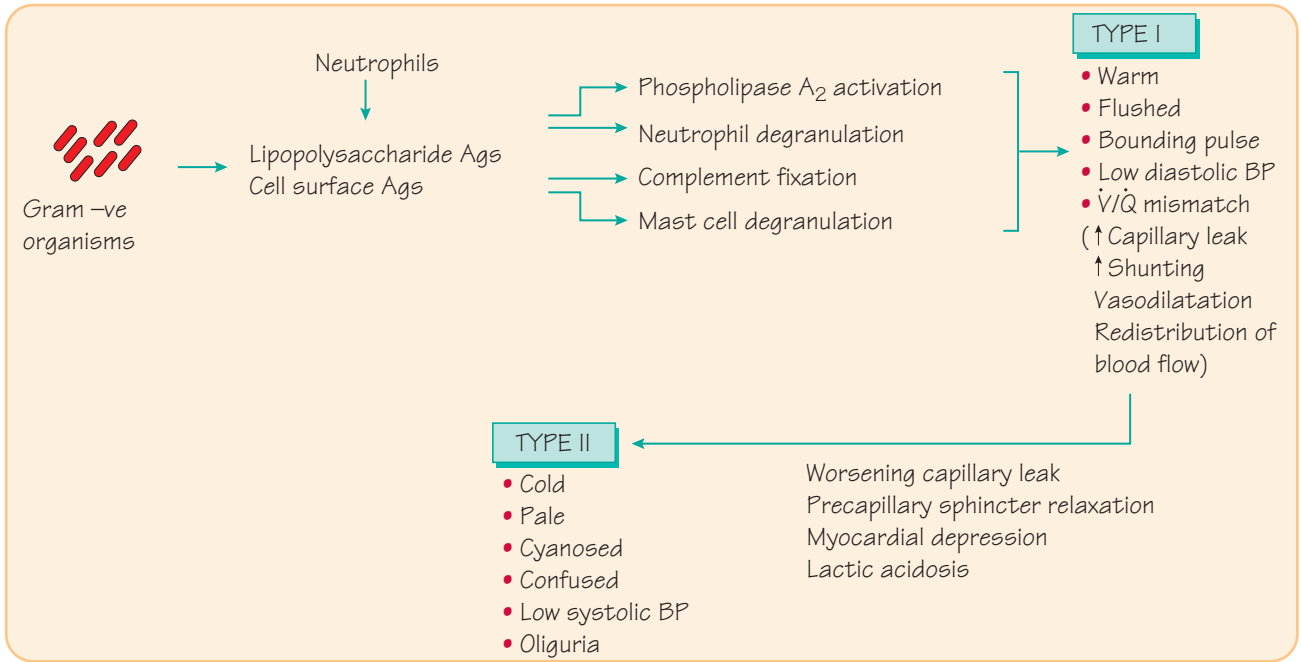 Neutrophils
Gram –ve
organisms
Lipopolysaccharide Ags
Cell surface Ags
Phospholipase A2 activation
Neutrophil degranulation
Complement fixation
Mast cell degranulation
TYPE I
• Warm
• Flushed
• Bounding pulse
• Low diastolic BP
• V̇/Q̇ mismatch
(↑Capillary leak
↑Shunting
Vasodilatation
Redistribution of
blood flow)
Worsening capillary leak
Precapillary sphincter relaxation
Myocardial depression
Lactic acidosis
TYPE II
• Cold
• Pale
• Cyanosed
• Confused
• Low systolic BP
• Oliguria